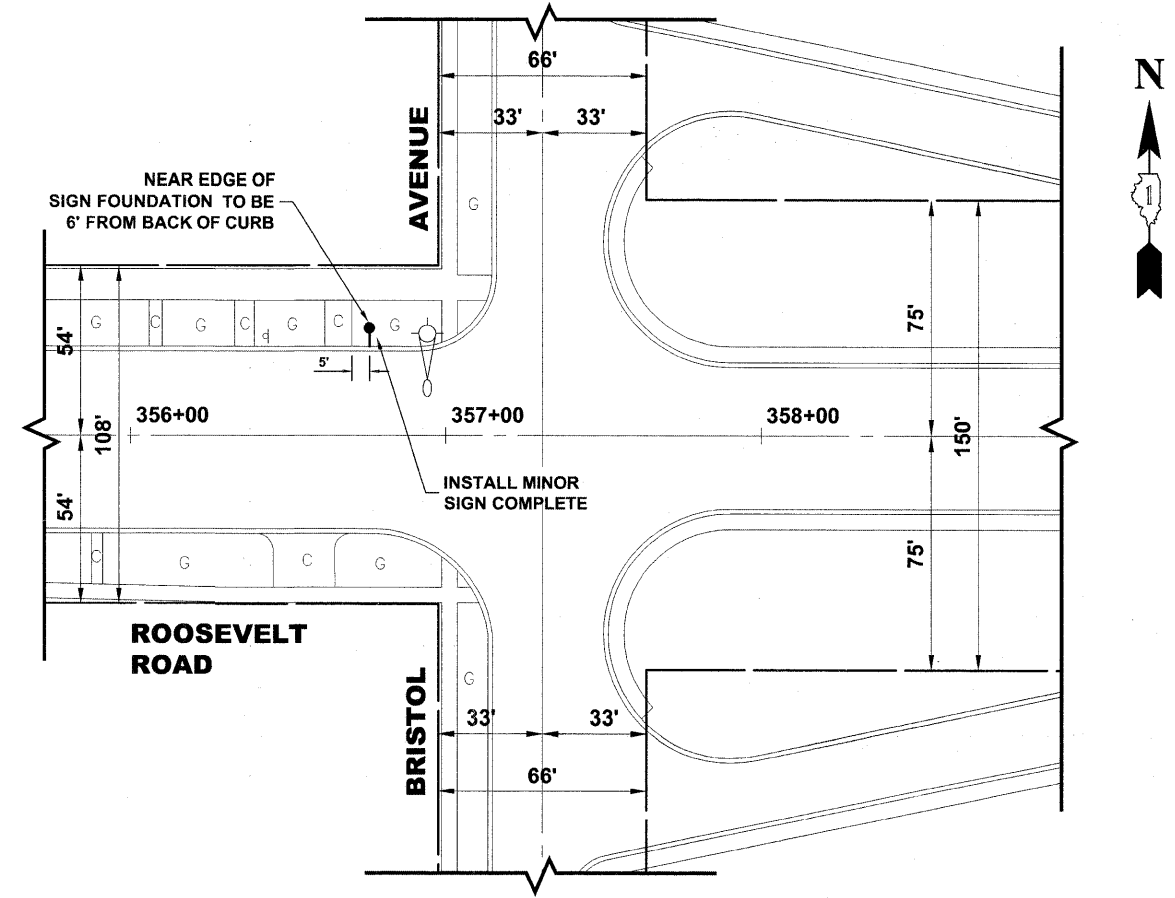 66'
N
33'
33'
AVENUE
NEAR EDGE OF
SIGN FOUNDATION TO BE
6' FROM BACK OF CURB
1
G
G
C
G
C
G
C
G
d
54'
75'
5'
108'
356+00
357+00
358+00
150'
INSTALL MINOR
SIGN COMPLETE
54'
75'
C
G
C
G
ROOSEVELT
ROAD
BRISTOL
G
33'
33'
66'